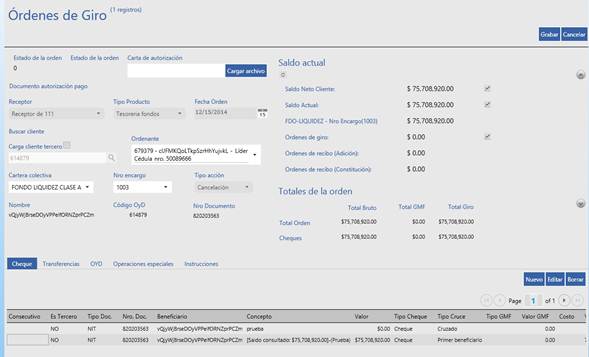 Órdenes de Giro (1 registros)
Grabar Cancelar
Estado de la orden Estado de la orden Carta de autorización
0
Cargar archivo
Documento autorización pago
Receptor Tipo Producto Fecha Orden
Receptor de 111 Tesoreria fondos 12/15/2014 15
Buscar cliente
Carga cliente tercero Ordenante
614879 679379 - cUFMKQoLTkpSzrHhYujvkL - Líder
Cédula nro. 50089666
Cartera colectiva Nro encargo Tipo acción
FONDO LIQUIDEZ CLASE A 1003 Cancelación
Nombre Código OyD Nro Documento
614879 820203563
Saldo actual
Saldo Neto Cliente: $ 75,708,920.00
Saldo Actual: $ 75,708,920.00
FDO-LIQUIDEZ - Nro Encargo(1003) $ 75,708,920.00
Ordenes de giro: $ 0.00
Ordenes de recibo (Adición): $ 0.00
Ordenes de recibo (Constitución): $ 0.00
Totales de la orden
Total Bruto Total GMF Total Giro
Total Orden $75,708,920.00 $0.00 $75,708,920.00
Cheques $75,708,920.00 $0.00 $75,708,920.00
Cheque Transferencias OYD Operaciones especiales Instrucciones
Nuevo Editar Borrar
Page 1 of 1
Consecutivo Es Tercero Tipo Doc. Nro. Doc. Beneficiario Concepto Valor Tipo Cheque Tipo Cruce Tipo GMF Valor GMF Costo
NO NIT 820203563 prueba $0.00 Cheque Cruzado 0.00
NO NIT 820203563 [Saldo consultado: $75,708,920.00]-(Prueba) $75,708,920.00 Cheque Primer beneficiario 0.00